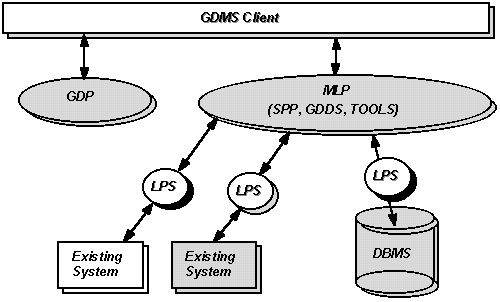 GDMS Client
GDP
MLP
(SPP, GDDS, TOOLS)
LPS
LPS
LPS
Existing
System
Existing
System
DBMS